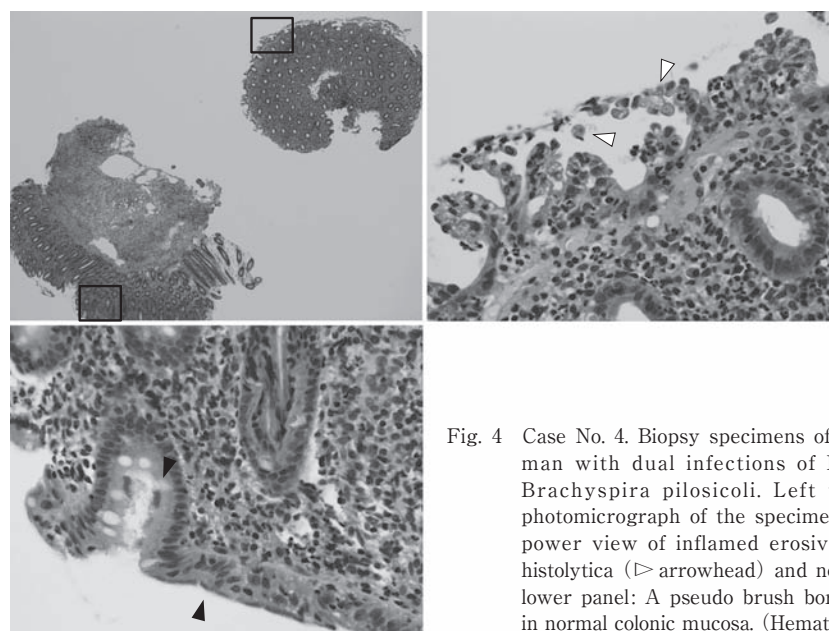 Fig. 4 Case No. 4. Biopsy specimens of
man with dual infections of
Brachyspira pilosicoli. Left
photomicrograph of the specime
power view of inflamed erosiv
histolytica (▷ arrowhead) and
lower panel: A pseudo brush bor
in normal colonic mucosa. (Hemat